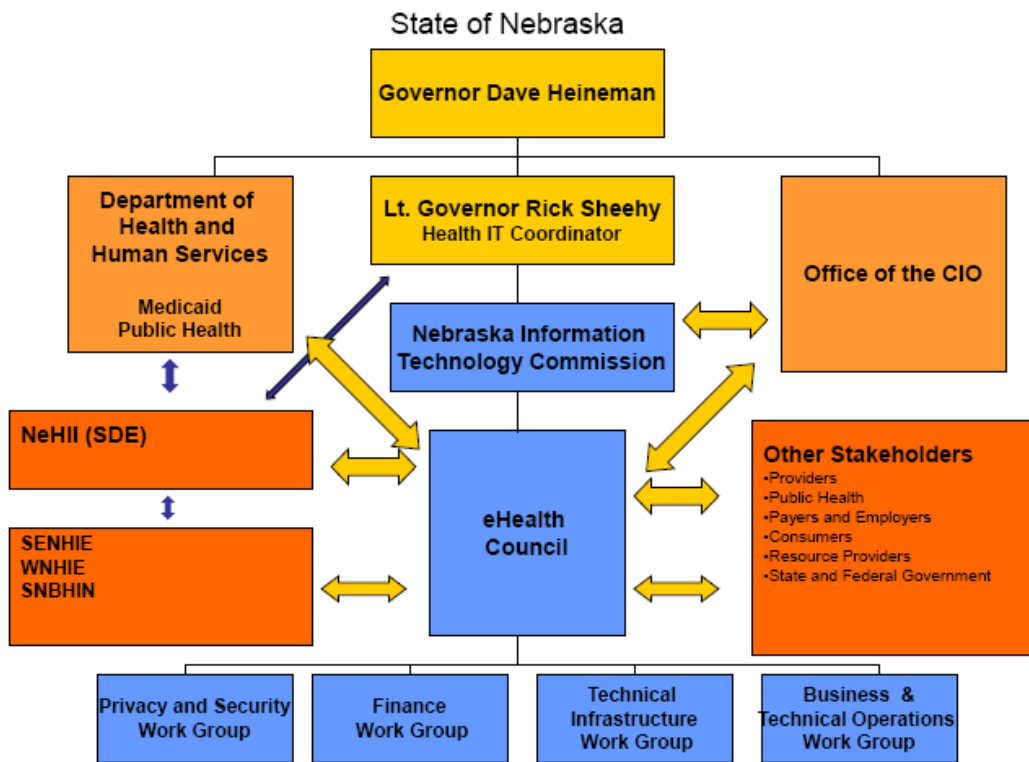 State of Nebraska
Governor Dave Heineman
Department of
Health and
Human Services
Medicaid
Public Health
Lt. Governor Rick Sheehy
Health IT Coordinator
Office of the CIO
Nebraska Information
Technology Commission
NeHII (SDE)
eHealth
Council
Other Stakeholders
•Providers
•Public Health
•Payers and Employers
•Consumers
•Resource Providers
•State and Federal Government
SENHIE
WNHIE
SNBHIN
Privacy and Security
Work Group
Finance
Work Group
Technical
Infrastructure
Work Group
Business &
Technical Operations
Work Group